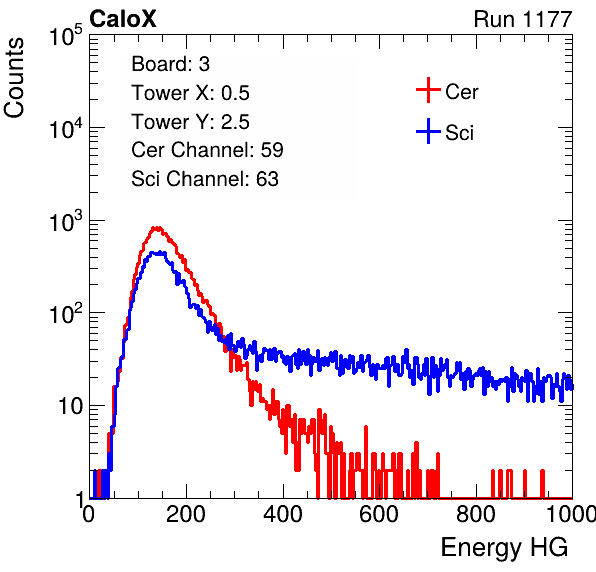 CaloX Run 1177
Counts
10^5
10^4
10^3
10^2
10
1
Board: 3
Tower X: 0.5
Tower Y: 2.5
Cer Channel: 59
Sci Channel: 63
Cer
Sci
0 200 400 600 800 1000
Energy HG